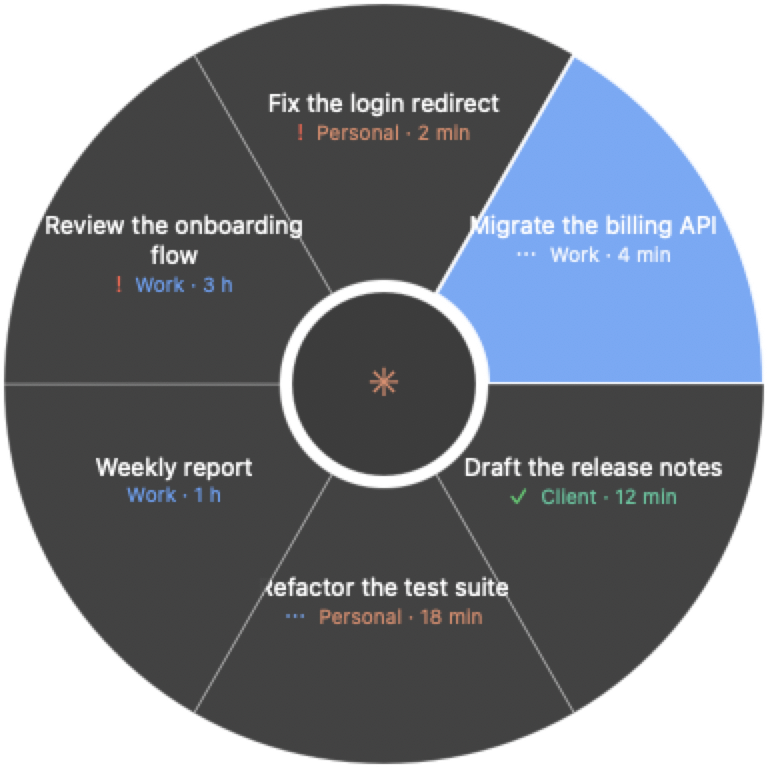 Fix the login redirect
! Personal · 2 min
Migrate the billing API
··· Work · 4 min
Draft the release notes
✓ Client · 12 min
Refactor the test suite
··· Personal · 18 min
Weekly report
Work · 1 h
Review the onboarding
flow
! Work · 3 h